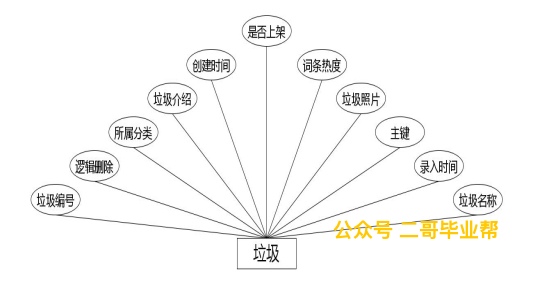 是否上架
创建时间
词条热度
垃圾介绍
垃圾照片
所属分类
主键
逻辑删除
录入时间
垃圾编号
垃圾名称
公众号 二哥毕业帮
垃圾